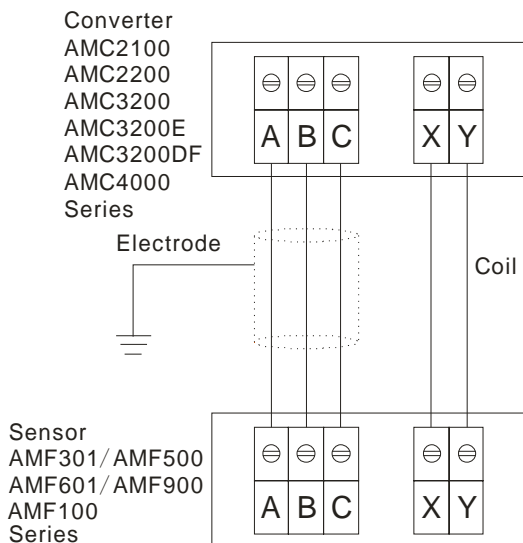 Converter
AMC2100
AMC2200
AMC3200
AMC3200E
AMC3200DF
AMC4000
Series
A B C X Y
Electrode
Coil
Sensor
AMF301/AMF500
AMF601/AMF900
AMF100
Series
A B C X Y